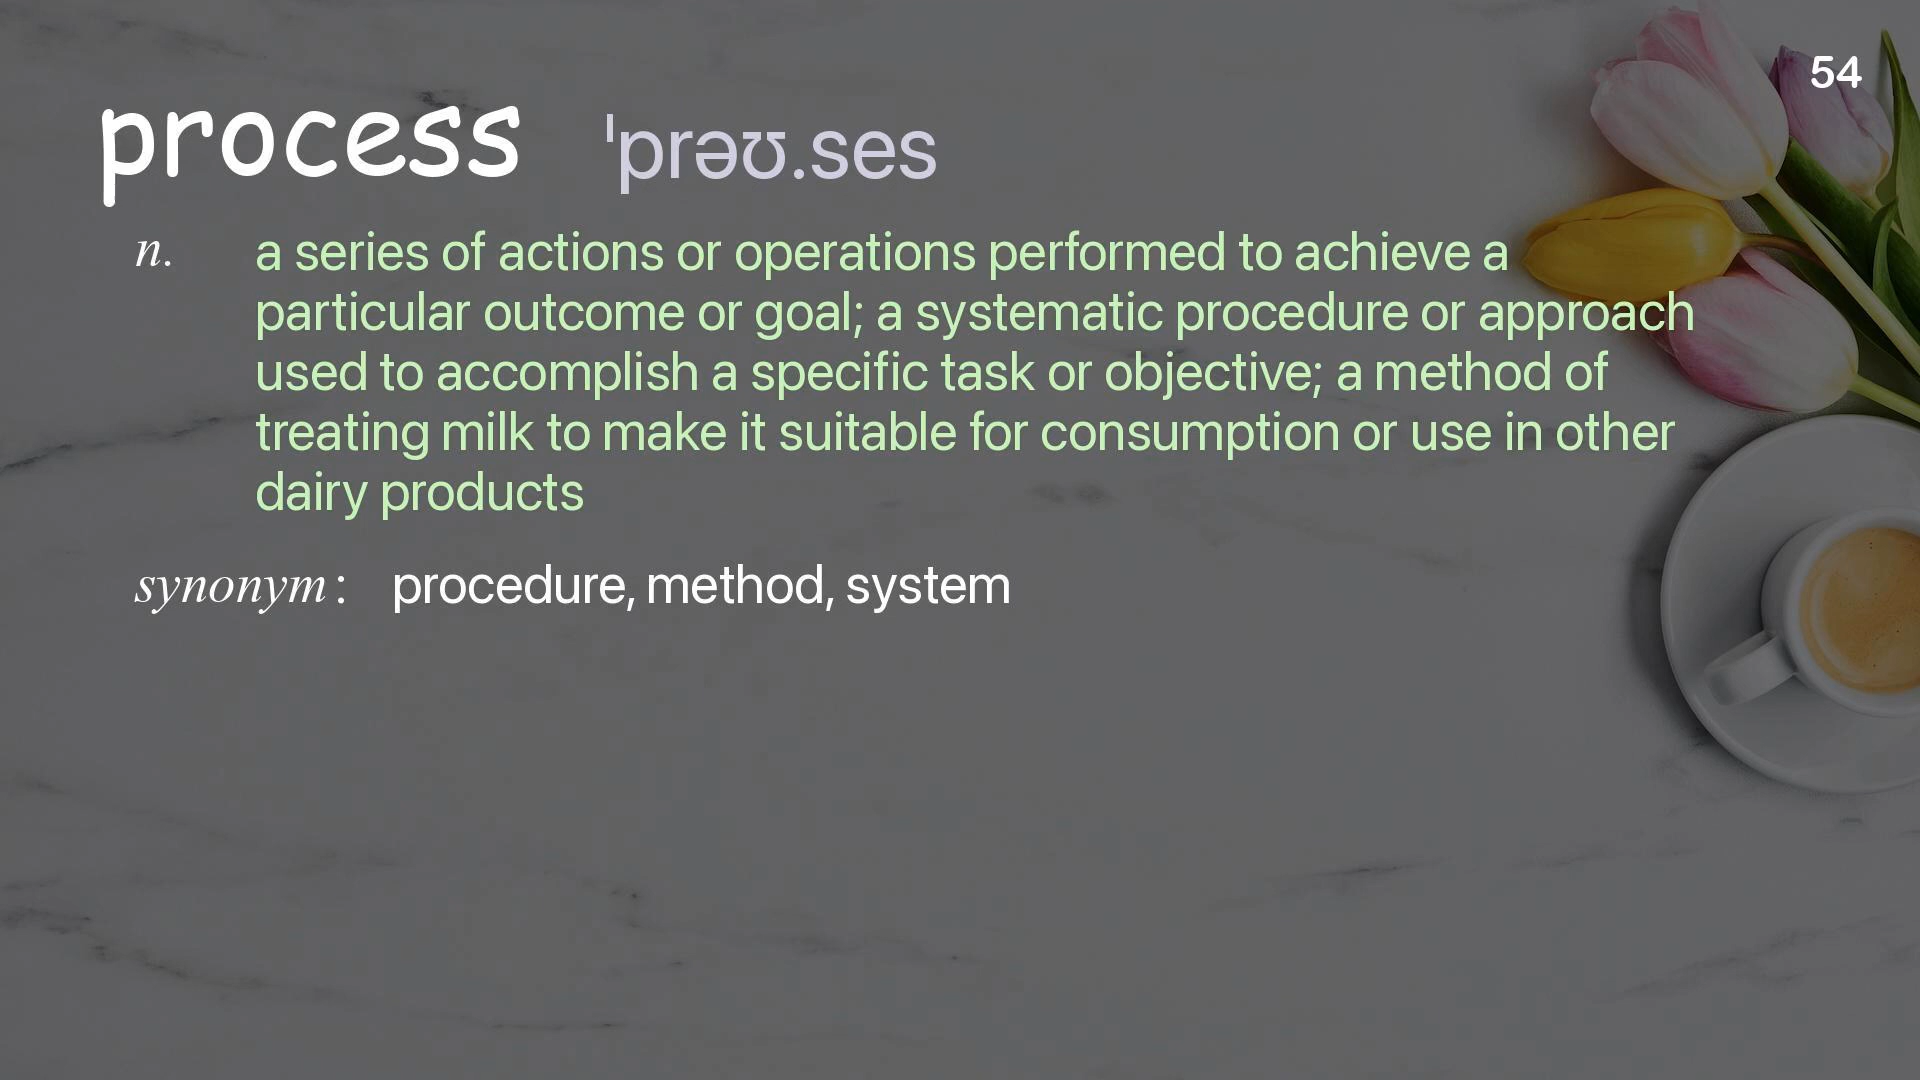 54
process ˈprəʊ.ses
n. a series of actions or operations performed to achieve a
particular outcome or goal; a systematic procedure or approach
used to accomplish a specific task or objective; a method of
treating milk to make it suitable for consumption or use in other
dairy products
synonym: procedure, method, system